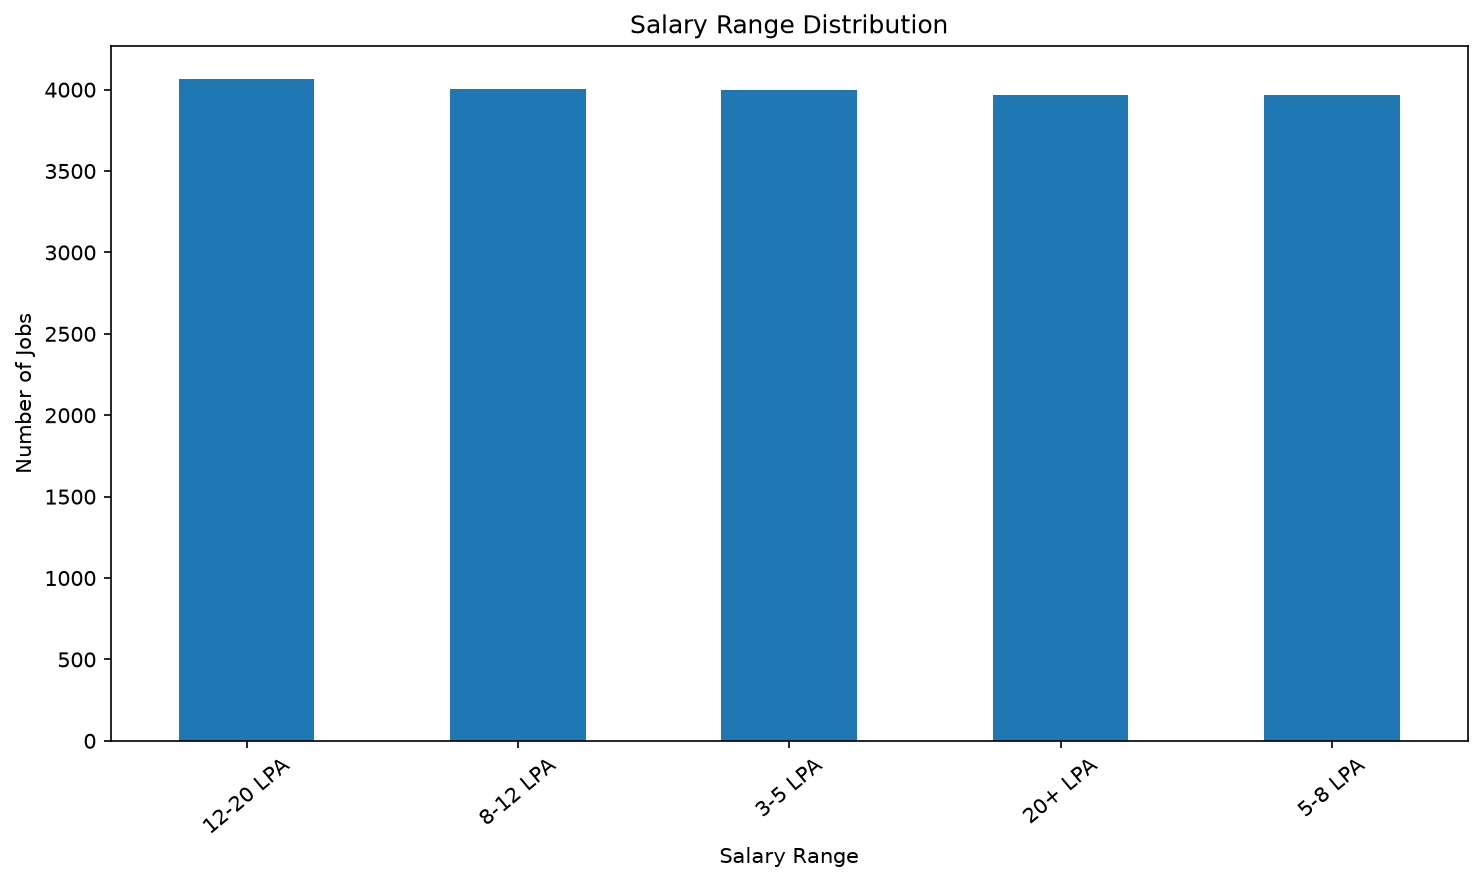 Salary Range Distribution
Number of Jobs
4000
3500
3000
2500
2000
1500
1000
500
0
12-20 LPA
8-12 LPA
3-5 LPA
20+ LPA
5-8 LPA
Salary Range